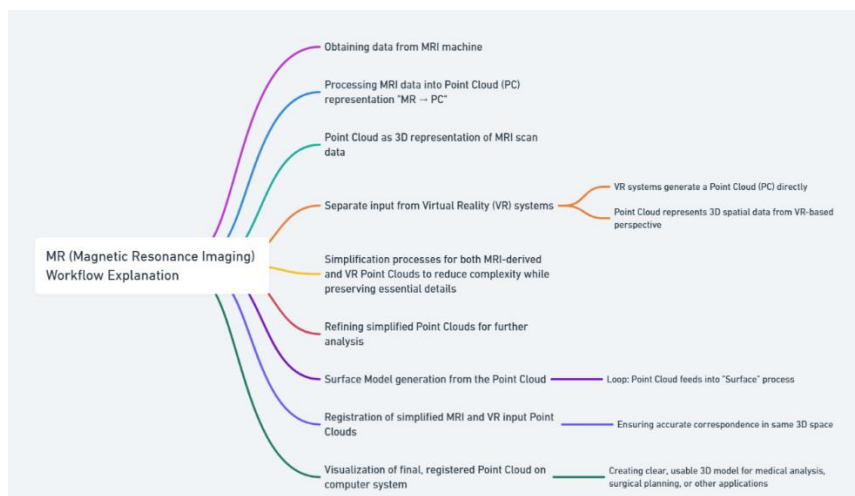 Obtaining data from MRI machine
Processing MRI data into Point Cloud (PC)
representation "MR → PC"
Point Cloud as 3D representation of MRI scan
data
Separate input from Virtual Reality (VR) systems
VR systems generate a Point Cloud (PC) directly
Point Cloud represents 3D spatial data from VR-based
perspective
MR (Magnetic Resonance Imaging)
Workflow Explanation
Simplification processes for both MRI-derived
and VR Point Clouds to reduce complexity while
preserving essential details
Refining simplified Point Clouds for further
analysis
Surface Model generation from the Point Cloud
Loop: Point Cloud feeds into "Surface" process
Registration of simplified MRI and VR input Point
Clouds
Ensuring accurate correspondence in same 3D space
Visualization of final, registered Point Cloud on
computer system
Creating clear, usable 3D model for medical analysis,
surgical planning, or other applications